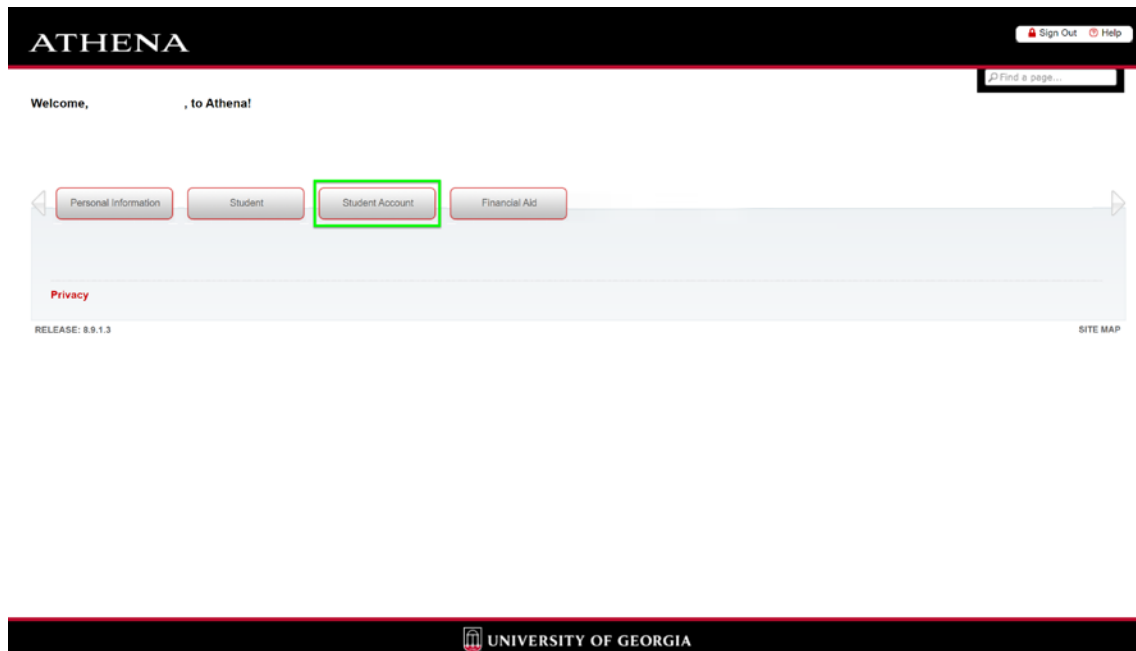 ATHENA
Sign Out Help
Find a page...
Welcome, , to Athena!
Personal Information Student Student Account Financial Aid
Privacy
RELEASE: 8.9.1.3 SITE MAP
UNIVERSITY OF GEORGIA